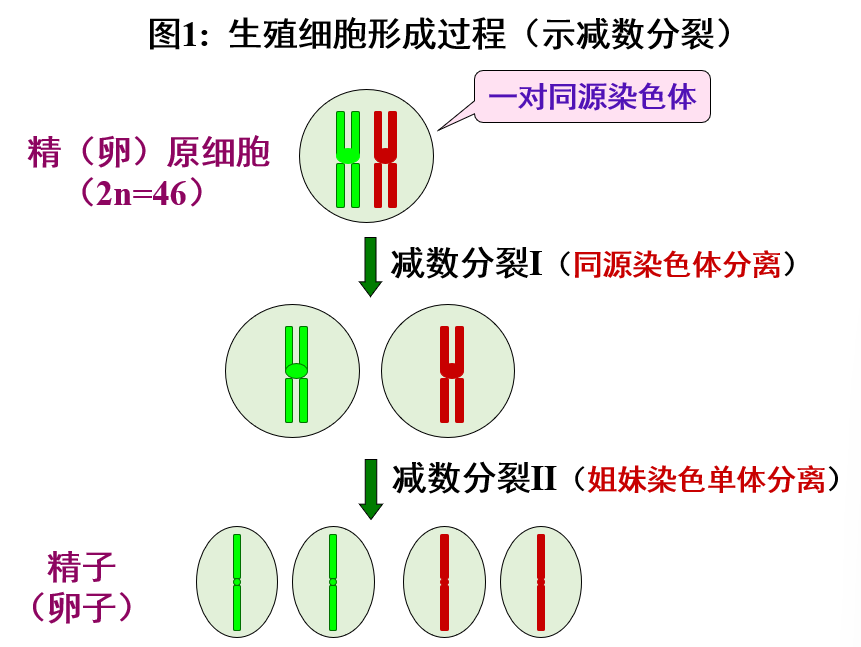 图1：生殖细胞形成过程（示减数分裂）
一对同源染色体
精（卵）原细胞
（2n=46）
减数分裂I（同源染色体分离）
减数分裂II（姐妹染色单体分离）
精子
（卵子）